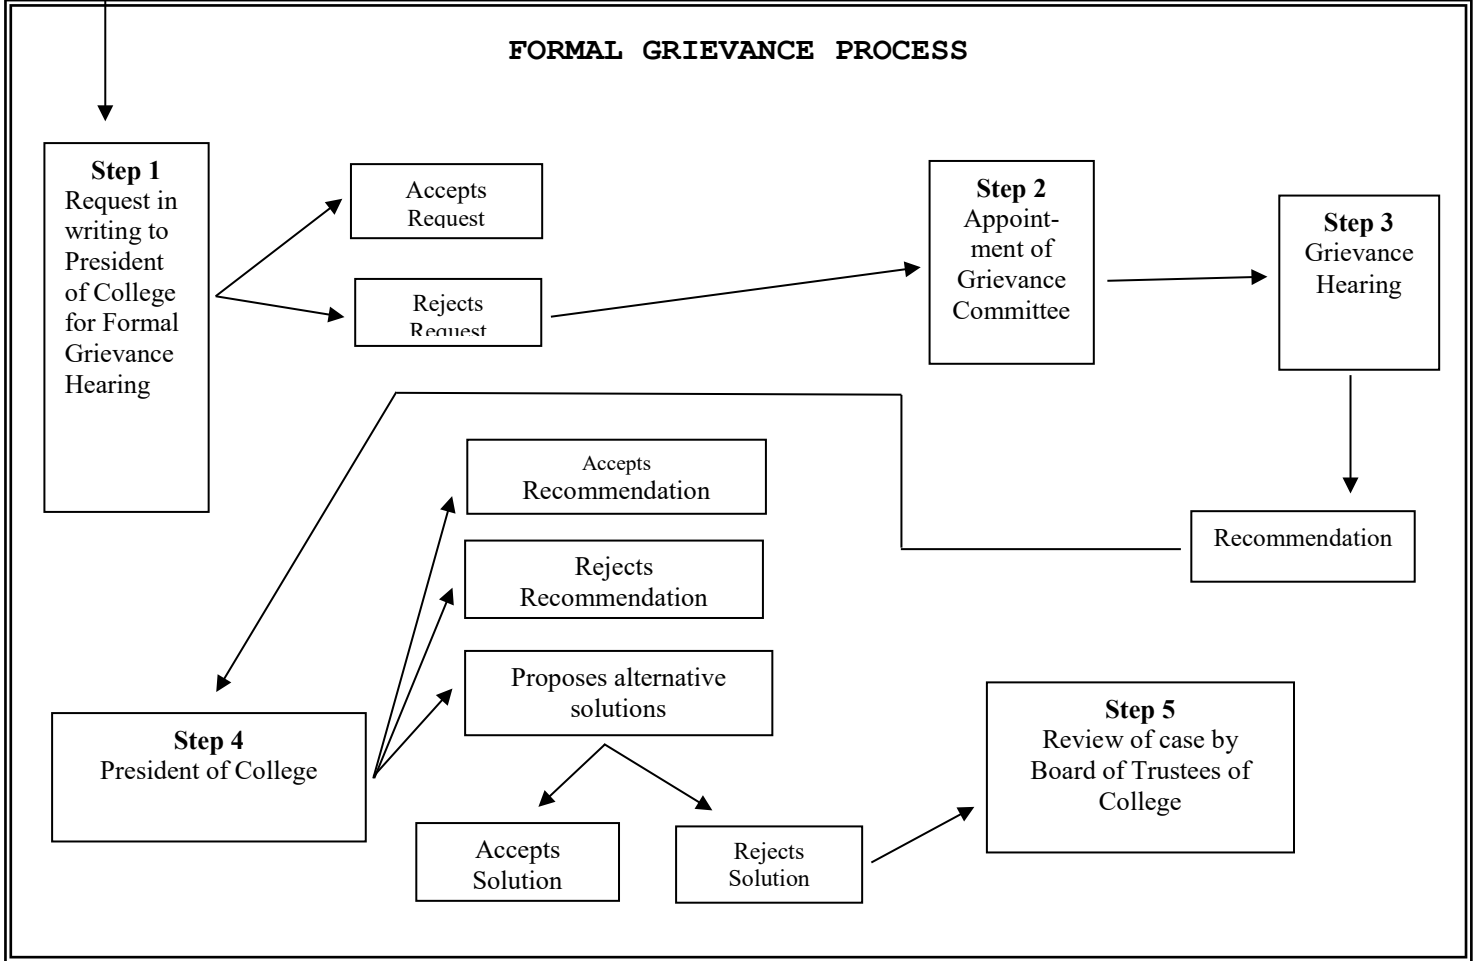 FORMAL GRIEVANCE PROCESS
Step 1
Request in
writing to
President
of College
for Formal
Grievance
Hearing
Accepts
Request
Rejects
Request
Step 2
Appoint-
ment of
Grievance
Committee
Step 3
Grievance
Hearing
Recommendation
Accepts
Recommendation
Rejects
Recommendation
Proposes alternative
solutions
Step 4
President of College
Accepts
Solution
Rejects
Solution
Step 5
Review of case by
Board of Trustees of
College